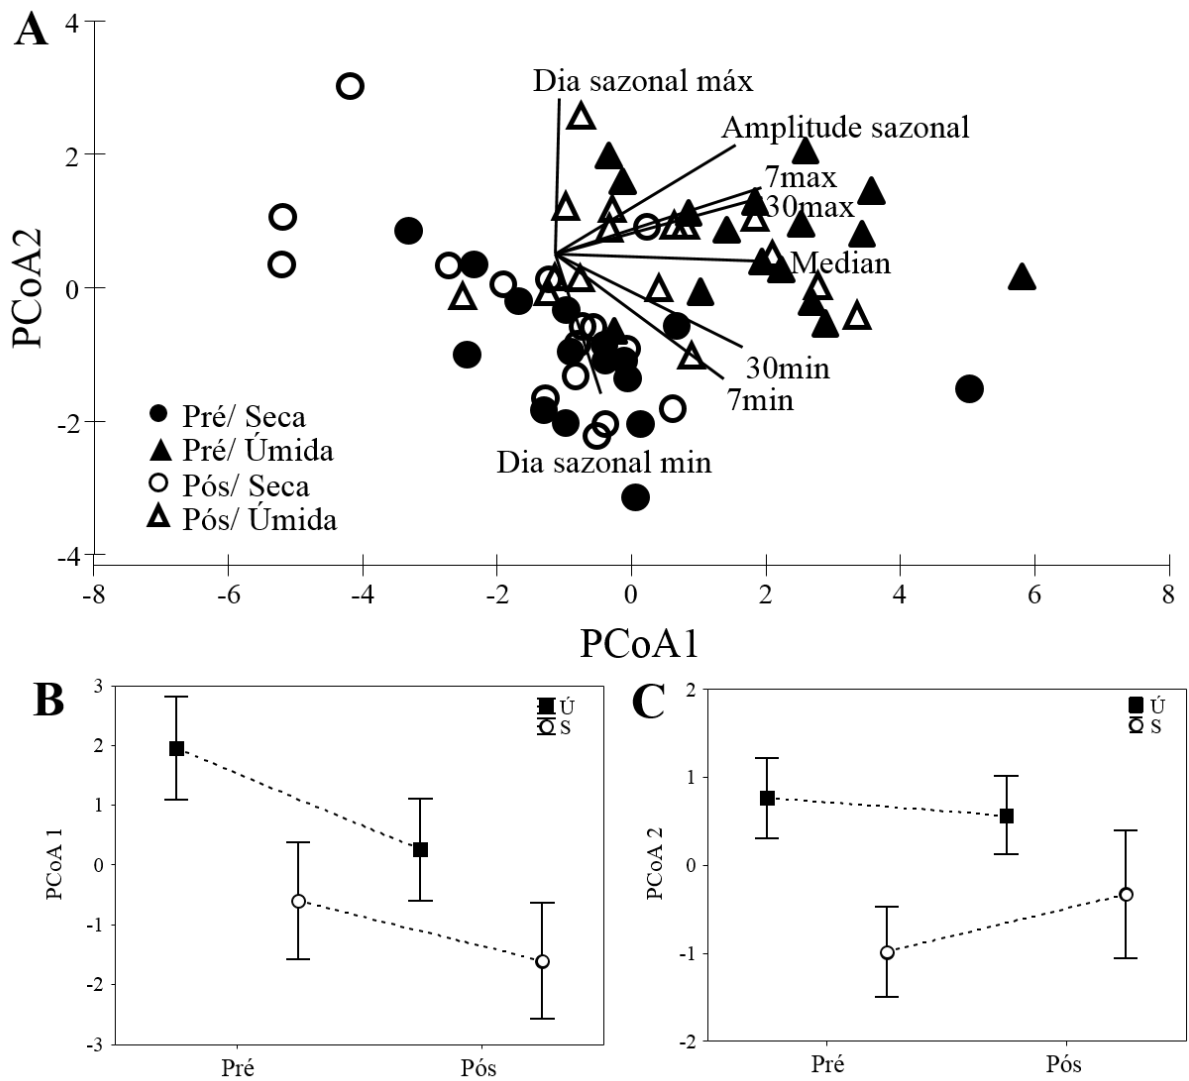 A
4
2
0
-2
-4
PCoA2
Dia sazonal máx
Amplitude sazonal
7max
30max
Median
30min
7min
Dia sazonal min
Pré/ Seca
Pré/ Úmida
Pós/ Seca
Pós/ Úmida
-8 -6 -4 -2 0 2 4 6 8
PCoA1
B
3
2
1
0
-1
-2
-3
PCoA 1
Ú
S
Pré Pós
C
2
1
0
-1
-2
PCoA 2
Ú
S
Pré Pós